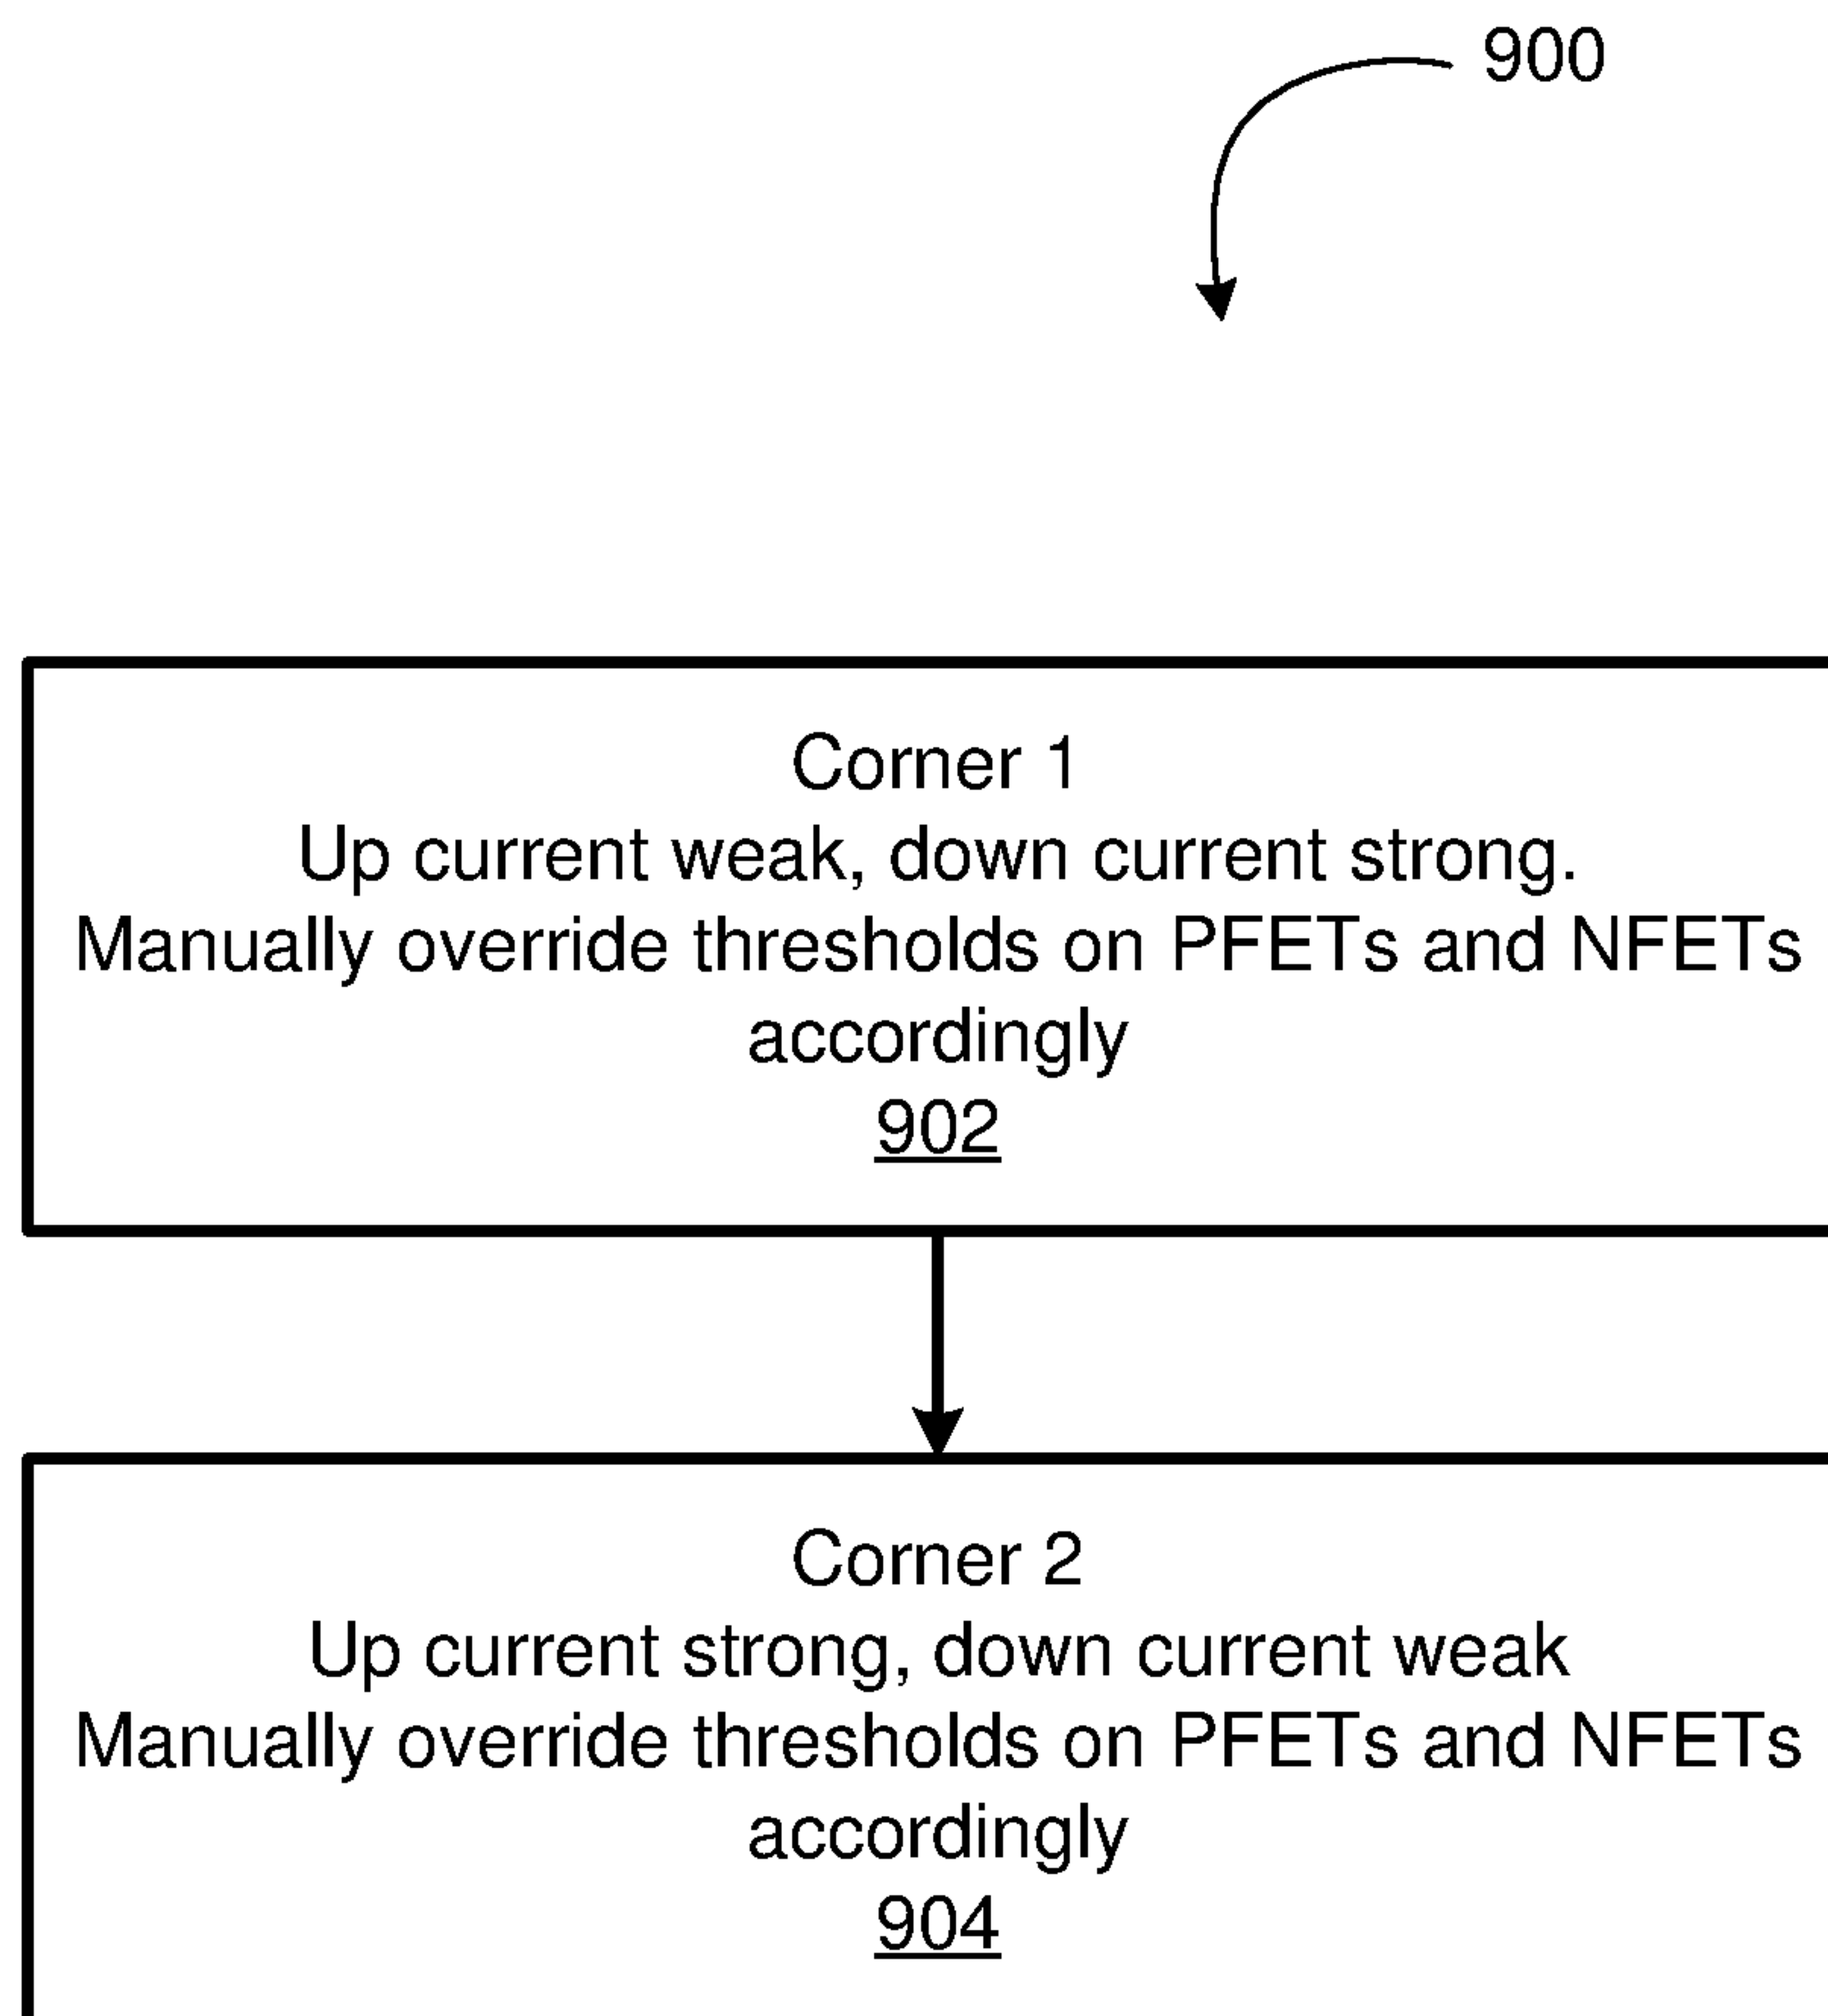 900
Corner 1
Up current weak, down current strong.
Manually override thresholds on PFETs and NFETs
accordingly
902
Corner 2
Up current strong, down current weak
Manually override thresholds on PFETs and NFETs
accordingly
904